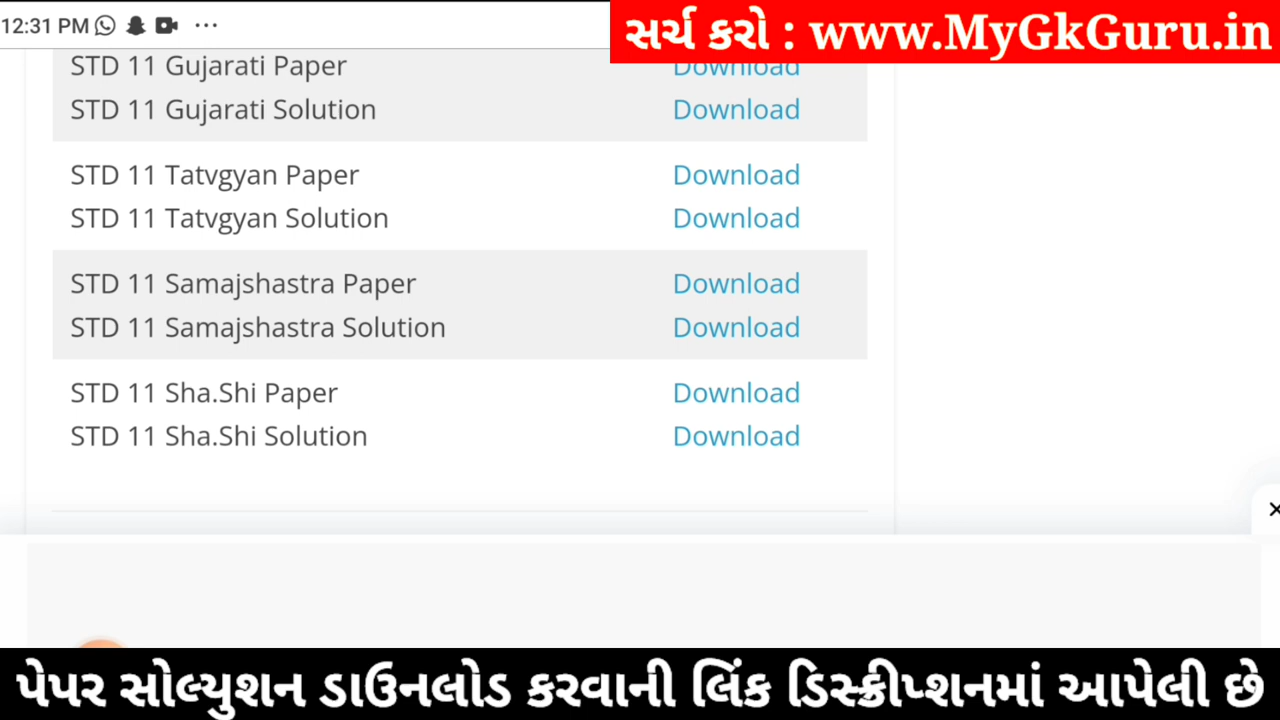 12:31 PM
સર્ચ કરો : www.MyGkGuru.in
STD 11 Gujarati Paper Download
STD 11 Gujarati Solution Download
STD 11 Tatvgyan Paper Download
STD 11 Tatvgyan Solution Download
STD 11 Samajshastra Paper Download
STD 11 Samajshastra Solution Download
STD 11 Sha.Shi Paper Download
STD 11 Sha.Shi Solution Download
પેપર સોલ્યુશન ડાઉનલોડ કરવાની લિંક ડિસ્ક્રીપ્શનમાં આપેલી છે